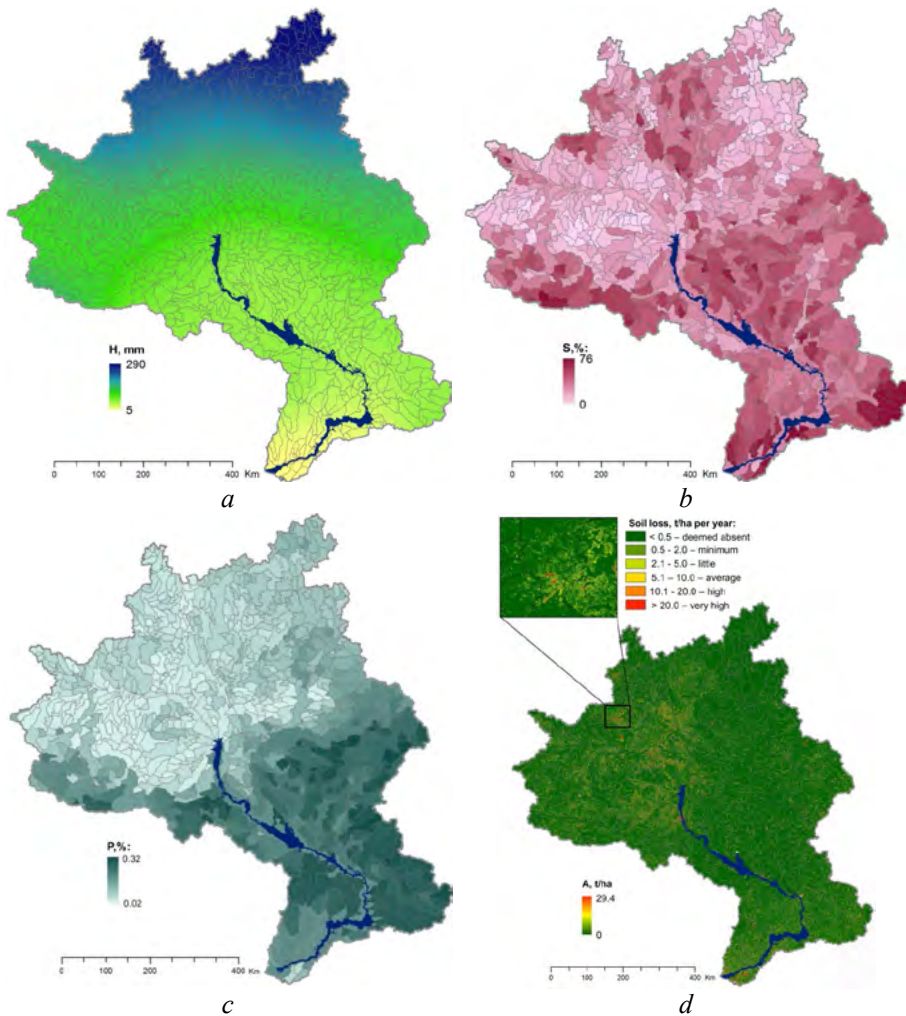 H, mm
290
5
0 100 200 400 Km
a
S,%:
76
0
0 100 200 400 Km
b
P,%:
0.32
0.02
0 100 200 400 Km
c
Soil loss, t/ha per year:
< 0.5 – deemed absent
0.5 - 2.0 – minimum
2.1 - 5.0 – little
5.1 – 10.0 – average
10.1 - 20.0 – high
> 20.0 – very high
A, t/ha
29.4
0
0 100 200 400 Km
d